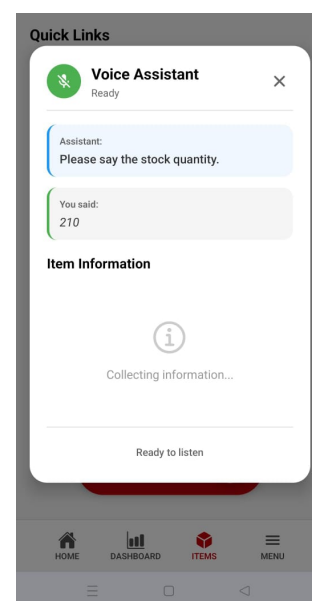 Quick Links
Voice Assistant
Ready
Assistant:
Please say the stock quantity.
You said:
210
Item Information
Collecting information...
Ready to listen
HOME
DASHBOARD
ITEMS
MENU